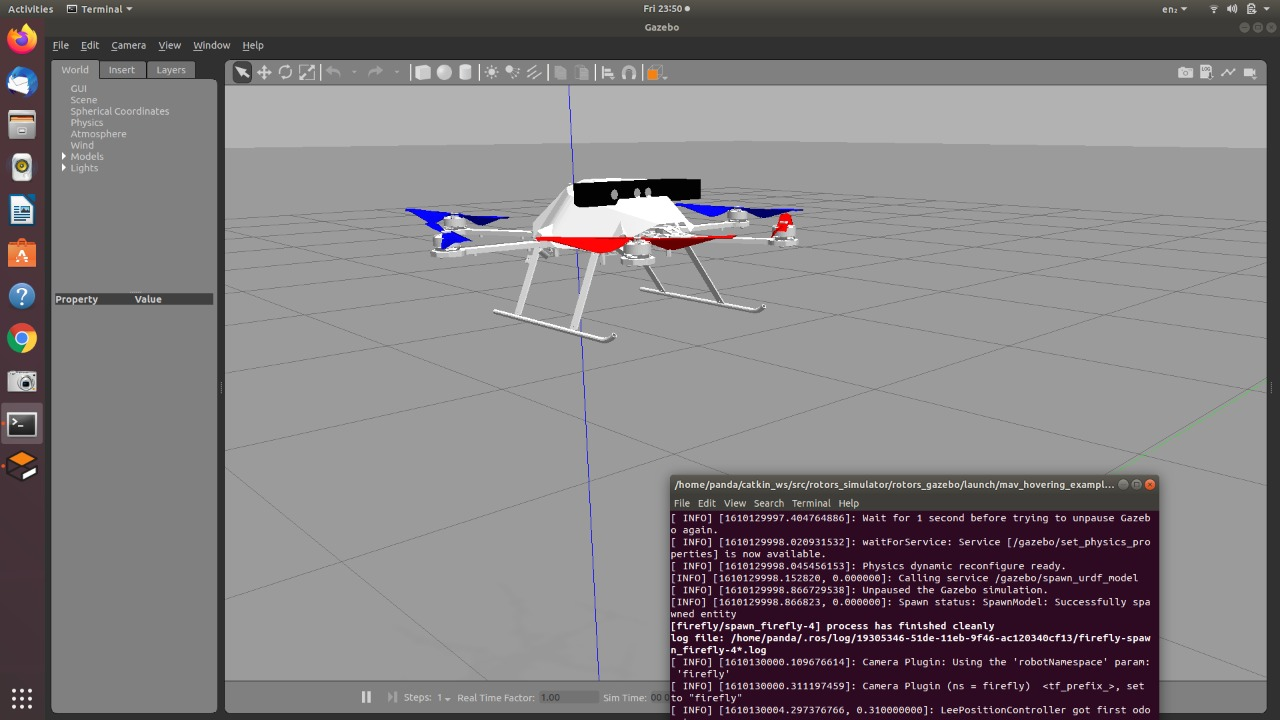 Activities
Terminal
Fri 23:50
en₂
Gazebo
File Edit Camera View Window Help
World Insert Layers
GUI
Scene
Spherical Coordinates
Physics
Atmosphere
Wind
Models
Lights
Property Value
/home/panda/catkin_ws/src/rotors_simulator/rotors_gazebo/launch/mav_hovering_exampl...
File Edit View Search Terminal Help
[ INFO] [1610129997.404764886]: Wait for 1 second before trying to unpause Gazeb
o again.
[ INFO] [1610129998.020931532]: waitForService: Service [/gazebo/set_physics_pro
perties] is now available.
[ INFO] [1610129998.045456153]: Physics dynamic reconfigure ready.
[INFO] [1610129998.152820, 0.000000]: Calling service /gazebo/spawn_urdf_model
[ INFO] [1610129998.866729538]: Unpaused the Gazebo simulation.
[INFO] [1610129998.866823, 0.000000]: Spawn status: SpawnModel: Successfully spa
wned entity
[firefly/spawn_firefly-4] process has finished cleanly
log file: /home/panda/.ros/log/19305346-51de-11eb-9f46-ac120340cf13/firefly-spaw
n_firefly-4*.log
[ INFO] [1610130000.109676614]: Camera Plugin: Using the 'robotNamespace' param:
'firefly'
[ INFO] [1610130000.311197459]: Camera Plugin (ns = firefly) <tf_prefix_>, set
to "firefly"
[ INFO] [1610130004.297376766, 0.310000000]: LeePositionController got first odo
Steps: 1 Real Time Factor: 1.00 Sim Time: 00